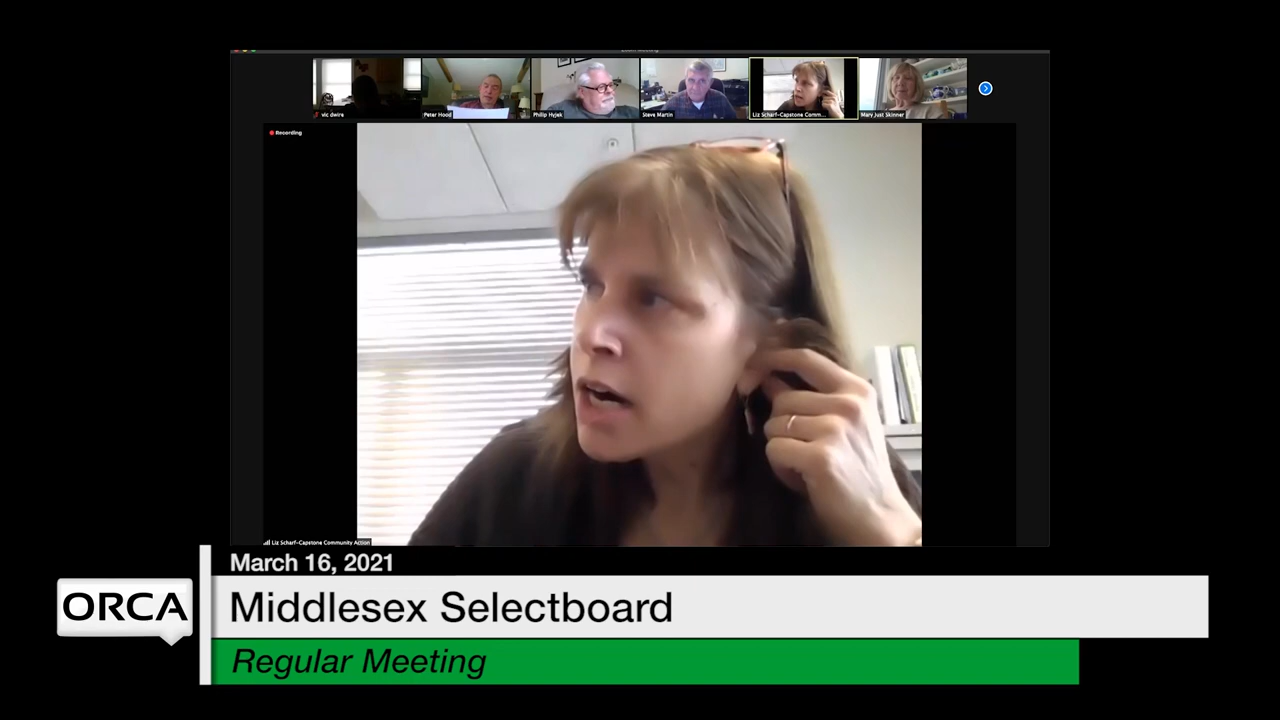 vic dwire
Peter Hood
Philip Hyjek
Steve Martin
Liz Scharf-Capstone Comm...
Mary Just Skinner
Recording
Liz Scharf-Capstone Community Action
March 16, 2021
ORCA
Middlesex Selectboard
Regular Meeting